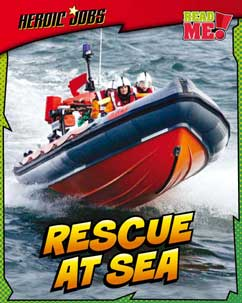 HEROIC JOBS
READ
ME!
RESCUE
AT SEA